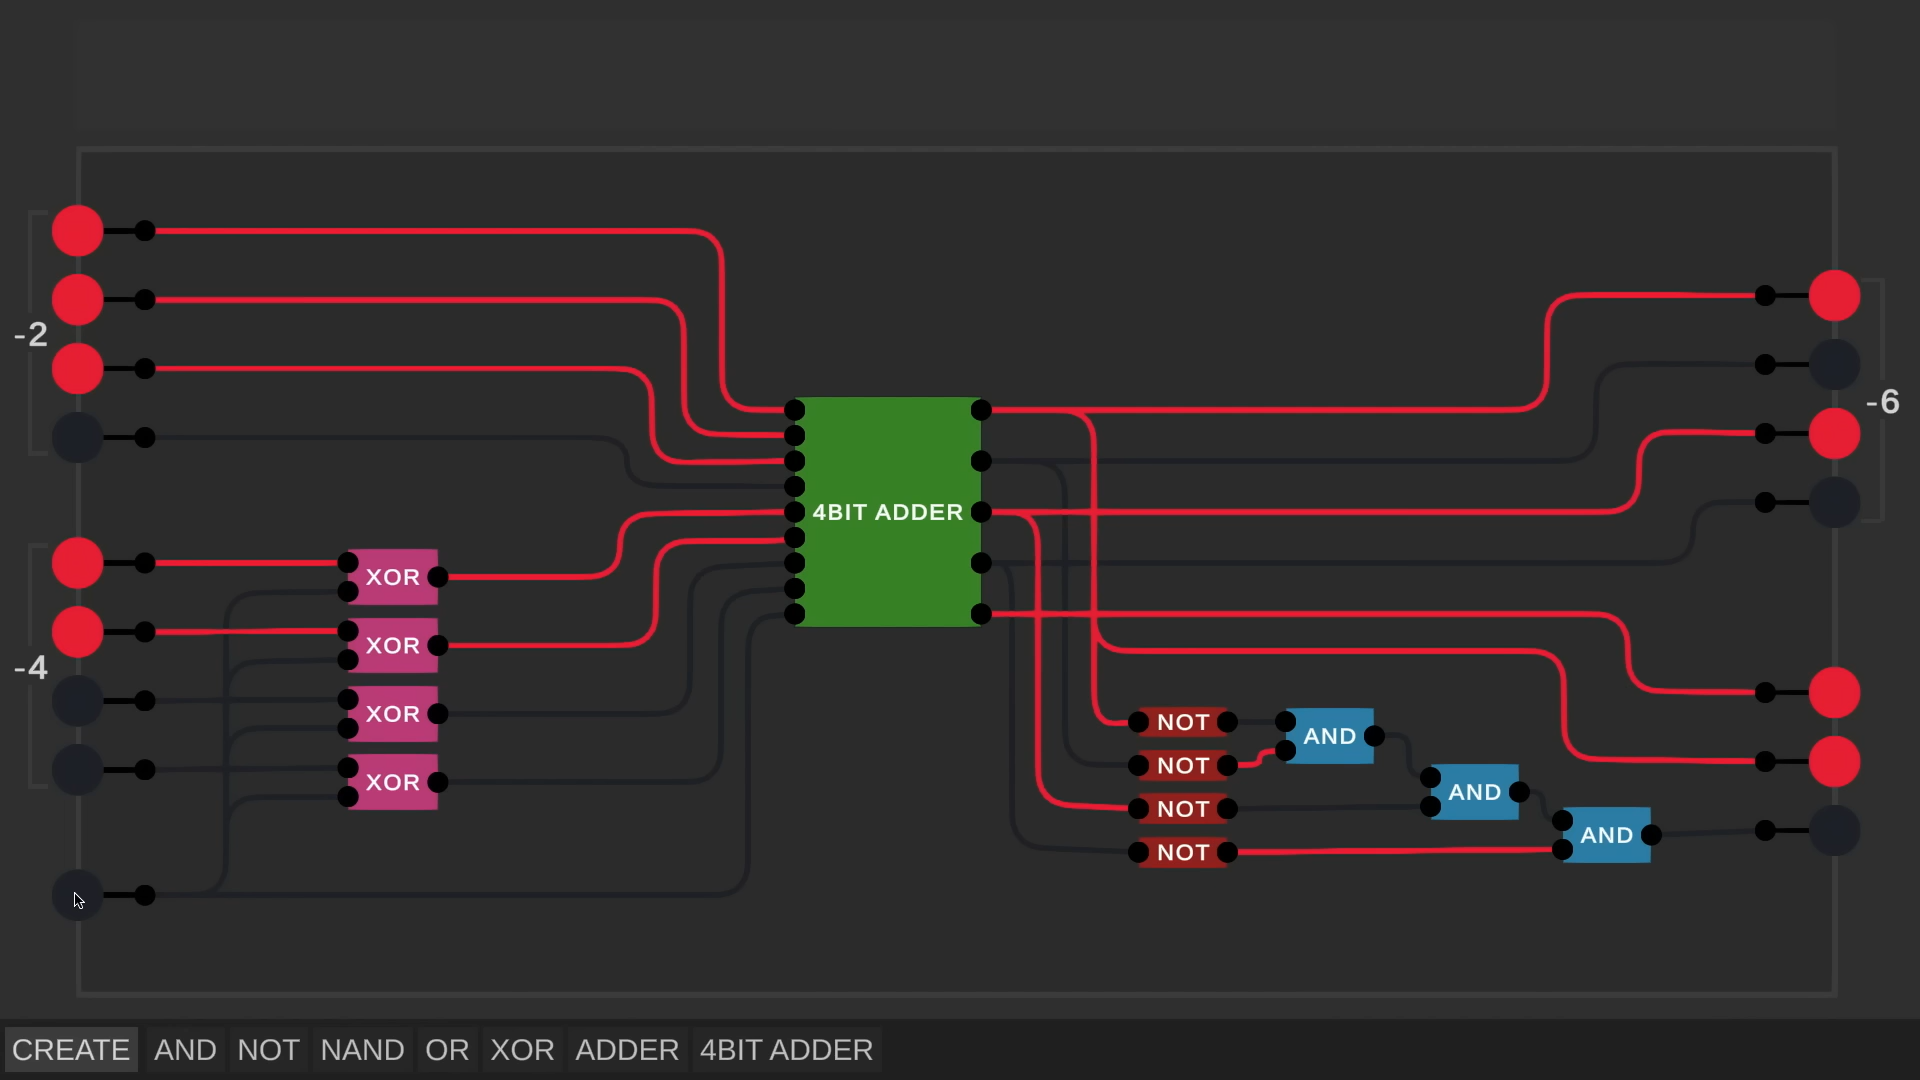 -2
-4
XOR
XOR
XOR
XOR
4BIT ADDER
NOT
NOT
NOT
NOT
AND
AND
AND
-6
CREATE AND NOT NAND OR XOR ADDER 4BIT ADDER